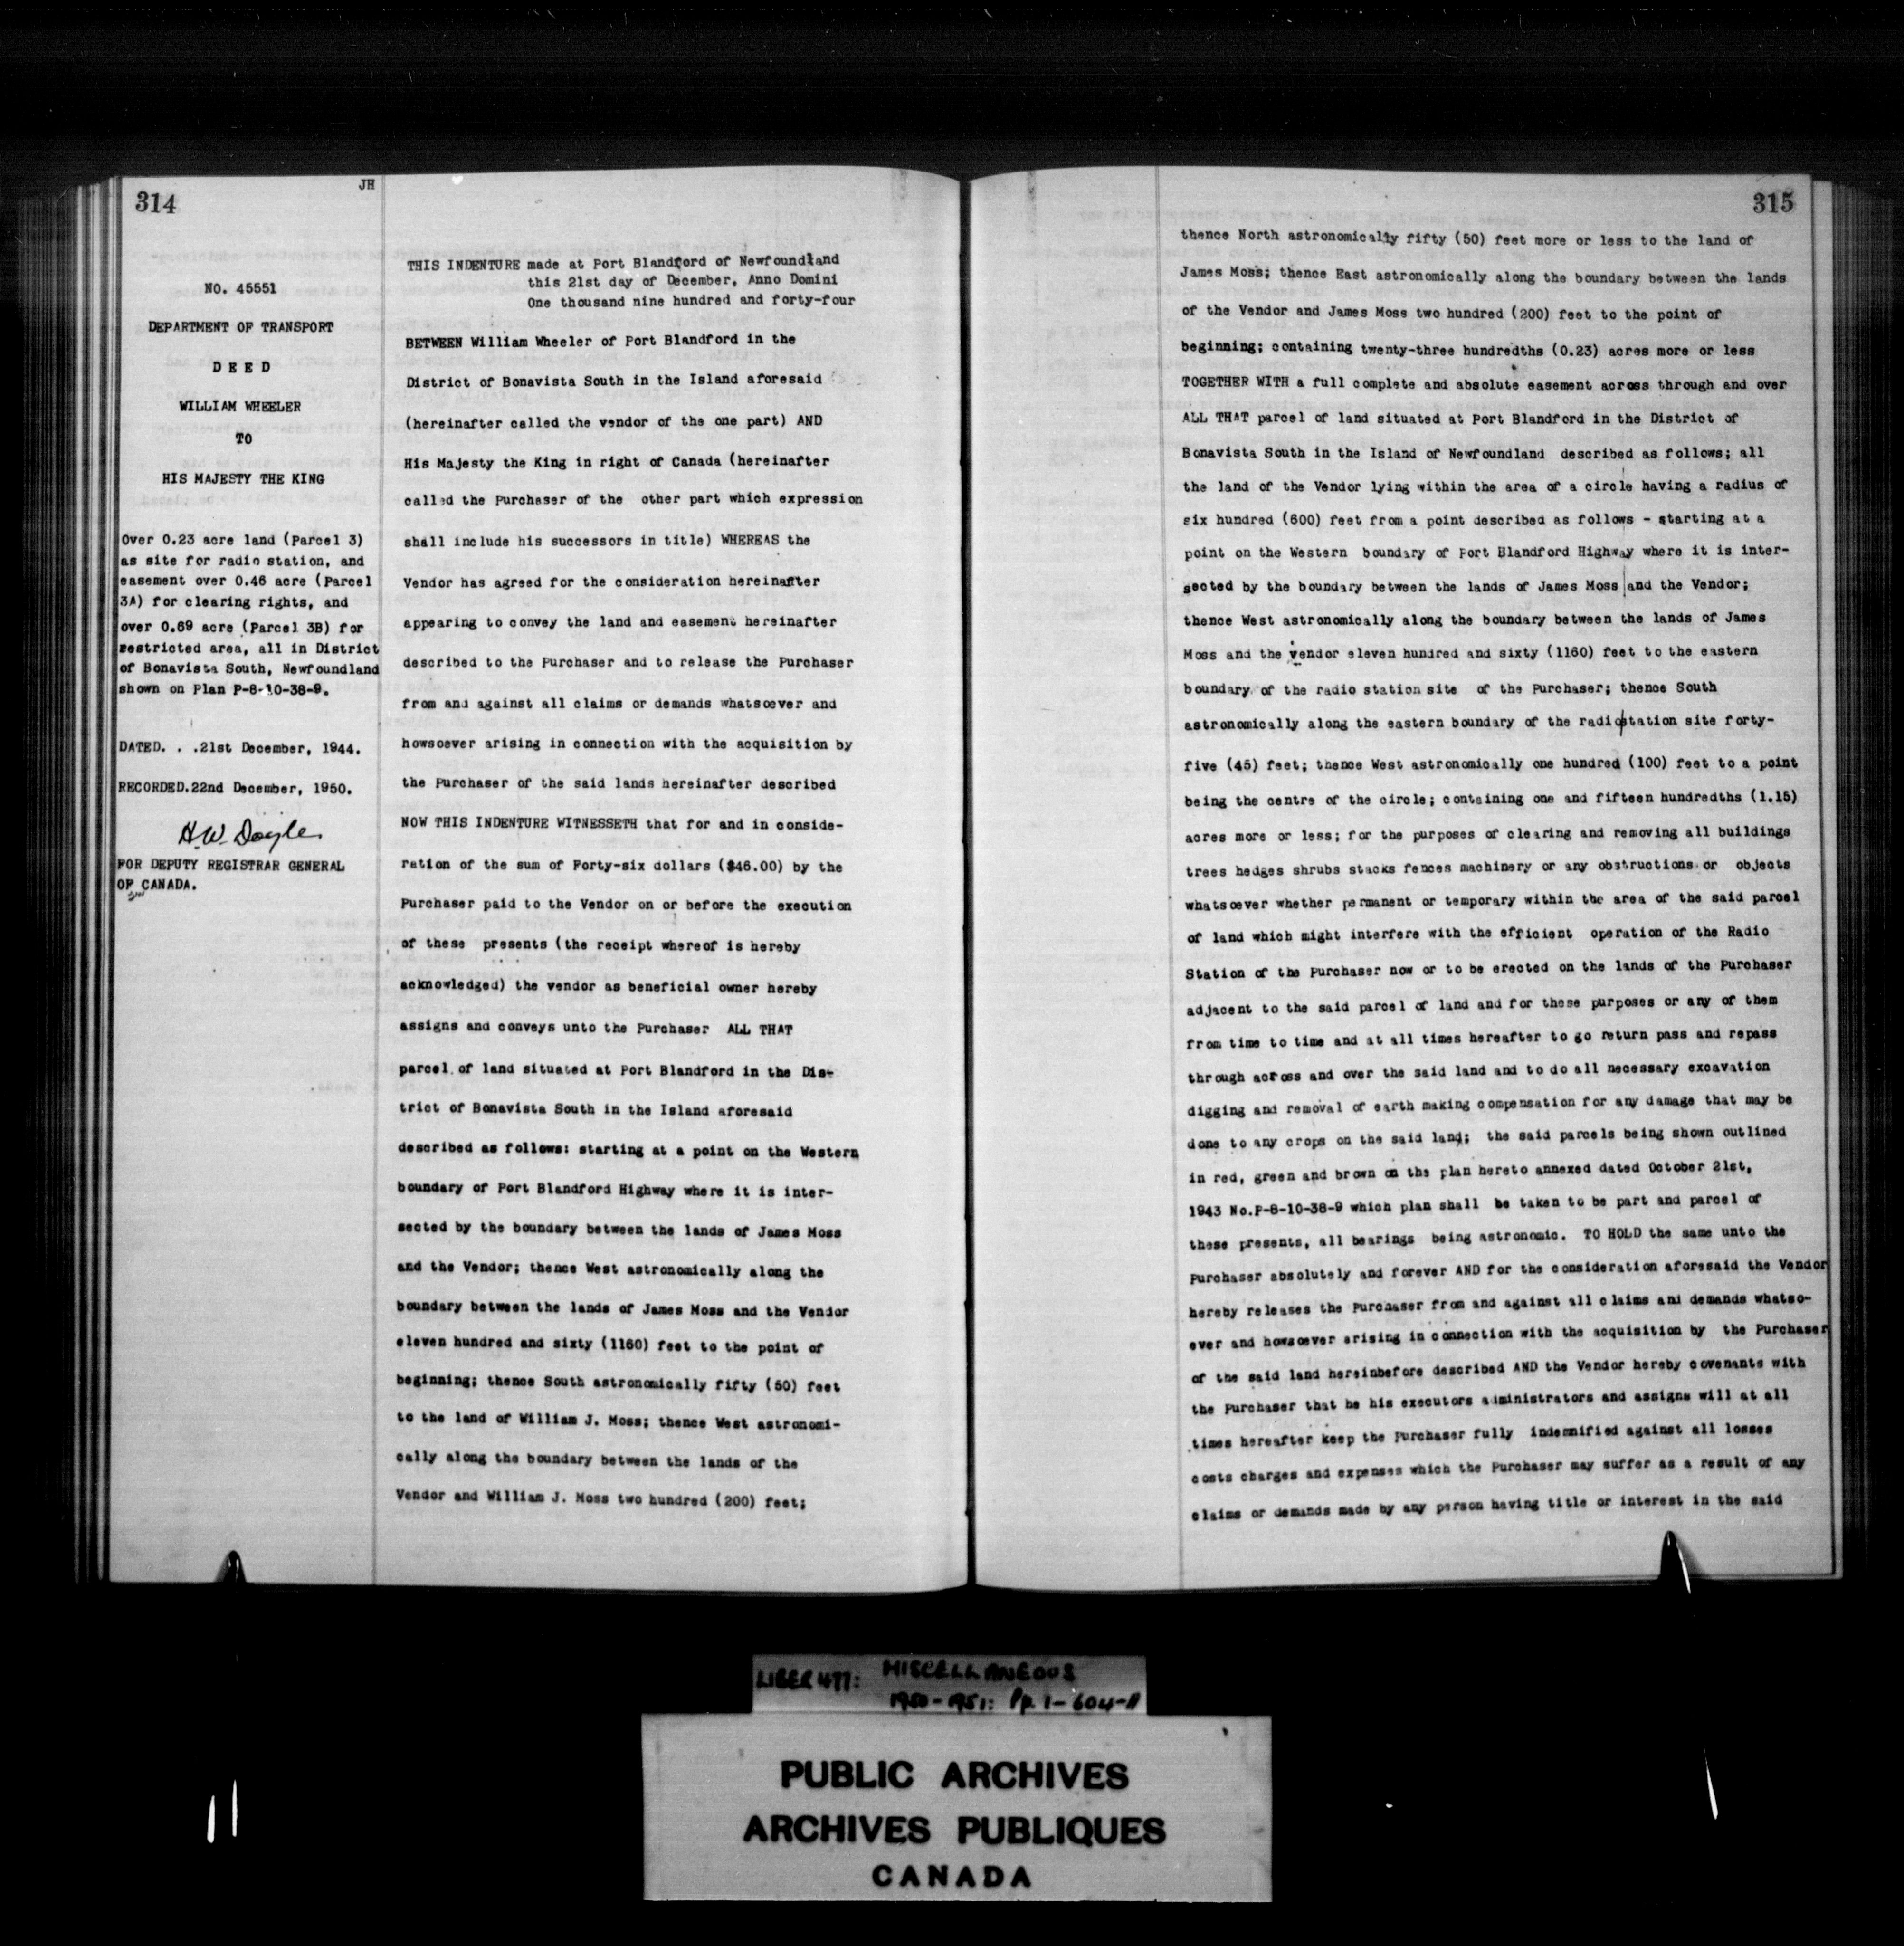 314
JH
NO. 45551
DEPARTMENT OF TRANSPORT
D E E D
WILLIAM WHEELER
TO
HIS MAJESTY THE KING
Over 0.23 acre land (Parcel 3)
as site for radio station, and
easement over 0.46 acre (Parcel
3A) for clearing rights, and
over 0.69 acre (Parcel 3B) for
restricted area, all in District
of Bonavista South, Newfoundland
shown on Plan P-8-10-38-9.
DATED. . .21st December, 1944.
RECORDED.22nd December, 1950.
H.W. Doyle
FOR DEPUTY REGISTRAR GENERAL
OF CANADA.
THIS INDENTURE made at Port Blandford of Newfoundland
this 21st day of December, Anno Domini
One thousand nine hundred and forty-four
BETWEEN William Wheeler of Port Blandford in the
District of Bonavista South in the Island aforesaid
(hereinafter called the vendor of the one part) AND
His Majesty the King in right of Canada (hereinafter
called the Purchaser of the other part which expression
shall include his successors in title) WHEREAS the
Vendor has agreed for the consideration hereinafter
appearing to convey the land and easement hereinafter
described to the Purchaser and to release the Purchaser
from and against all claims or demands whatsoever and
howsoever arising in connection with the acquisition by
the Purchaser of the said lands hereinafter described
NOW THIS INDENTURE WITNESSETH that for and in conside-
ration of the sum of Forty-six dollars ($46.00) by the
Purchaser paid to the Vendor on or before the execution
of these presents (the receipt whereof is hereby
acknowledged) the vendor as beneficial owner hereby
assigns and conveys unto the Purchaser ALL THAT
parcel of land situated at Port Blandford in the Dis-
trict of Bonavista South in the Island aforesaid
described as follows: starting at a point on the Western
boundary of Port Blandford Highway where it is inter-
sected by the boundary between the lands of James Moss
and the Vendor; thence West astronomically along the
boundary between the lands of James Moss and the Vendor
eleven hundred and sixty (1160) feet to the point of
beginning; thence South astronomically fifty (50) feet
to the land of William J. Moss; thence West astronomi-
cally along the boundary between the lands of the
Vendor and William J. Moss two hundred (200) feet;
315
thence North astronomically fifty (50) feet more or less to the land of
James Moss; thence East astronomically along the boundary between the lands
of the Vendor and James Moss two hundred (200) feet to the point of
beginning; containing twenty-three hundredths (0.23) acres more or less
TOGETHER WITH a full complete and absolute easement across through and over
ALL THAT parcel of land situated at Port Blandford in the District of
Bonavista South in the Island of Newfoundland described as follows; all
the land of the Vendor lying within the area of a circle having a radius of
six hundred (600) feet from a point described as follows - starting at a
point on the Western boundary of Port Blandford Highway where it is inter-
sected by the boundary between the lands of James Moss and the Vendor;
thence West astronomically along the boundary between the lands of James
Moss and the vendor eleven hundred and sixty (1160) feet to the eastern
boundary of the radio station site of the Purchaser; thence South
astronomically along the eastern boundary of the radio station site forty-
five (45) feet; thence West astronomically one hundred (100) feet to a point
being the centre of the circle; containing one and fifteen hundredths (1.15)
acres more or less; for the purposes of clearing and removing all buildings
trees hedges shrubs stacks fences machinery or any obstructions or objects
whatsoever whether permanent or temporary within the area of the said parcel
of land which might interfere with the efficient operation of the Radio
Station of the Purchaser now or to be erected on the lands of the Purchaser
adjacent to the said parcel of land and for these purposes or any of them
from time to time and at all times hereafter to go return pass and repass
through across and over the said land and to do all necessary excavation
digging and removal of earth making compensation for any damage that may be
done to any crops on the said land; the said parcels being shown outlined
in red, green and brown on the plan hereto annexed dated October 21st,
1943 No.P-8-10-38-9 which plan shall be taken to be part and parcel of
these presents, all bearings being astronomic. TO HOLD the same unto the
Purchaser absolutely and forever AND for the consideration aforesaid the Vendor
hereby releases the Purchaser from and against all claims and demands whatso-
ever and howsoever arising in connection with the acquisition by the Purchaser
of the said land hereinbefore described AND the Vendor hereby covenants with
the Purchaser that he his executors administrators and assigns will at all
times hereafter keep the Purchaser fully indemnified against all losses
costs charges and expenses which the Purchaser may suffer as a result of any
claims or demands made by any person having title or interest in the said
LIBER 477: MISCELLANEOUS
1950-1951: Pp. 1-604-A
PUBLIC ARCHIVES
ARCHIVES PUBLIQUES
CANADA